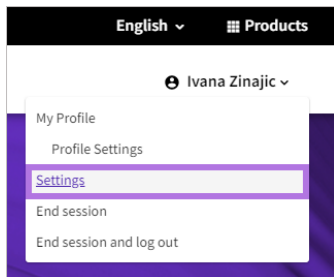 English
Products
Ivana Zinajic
My Profile
Profile Settings
Settings
End session
End session and log out